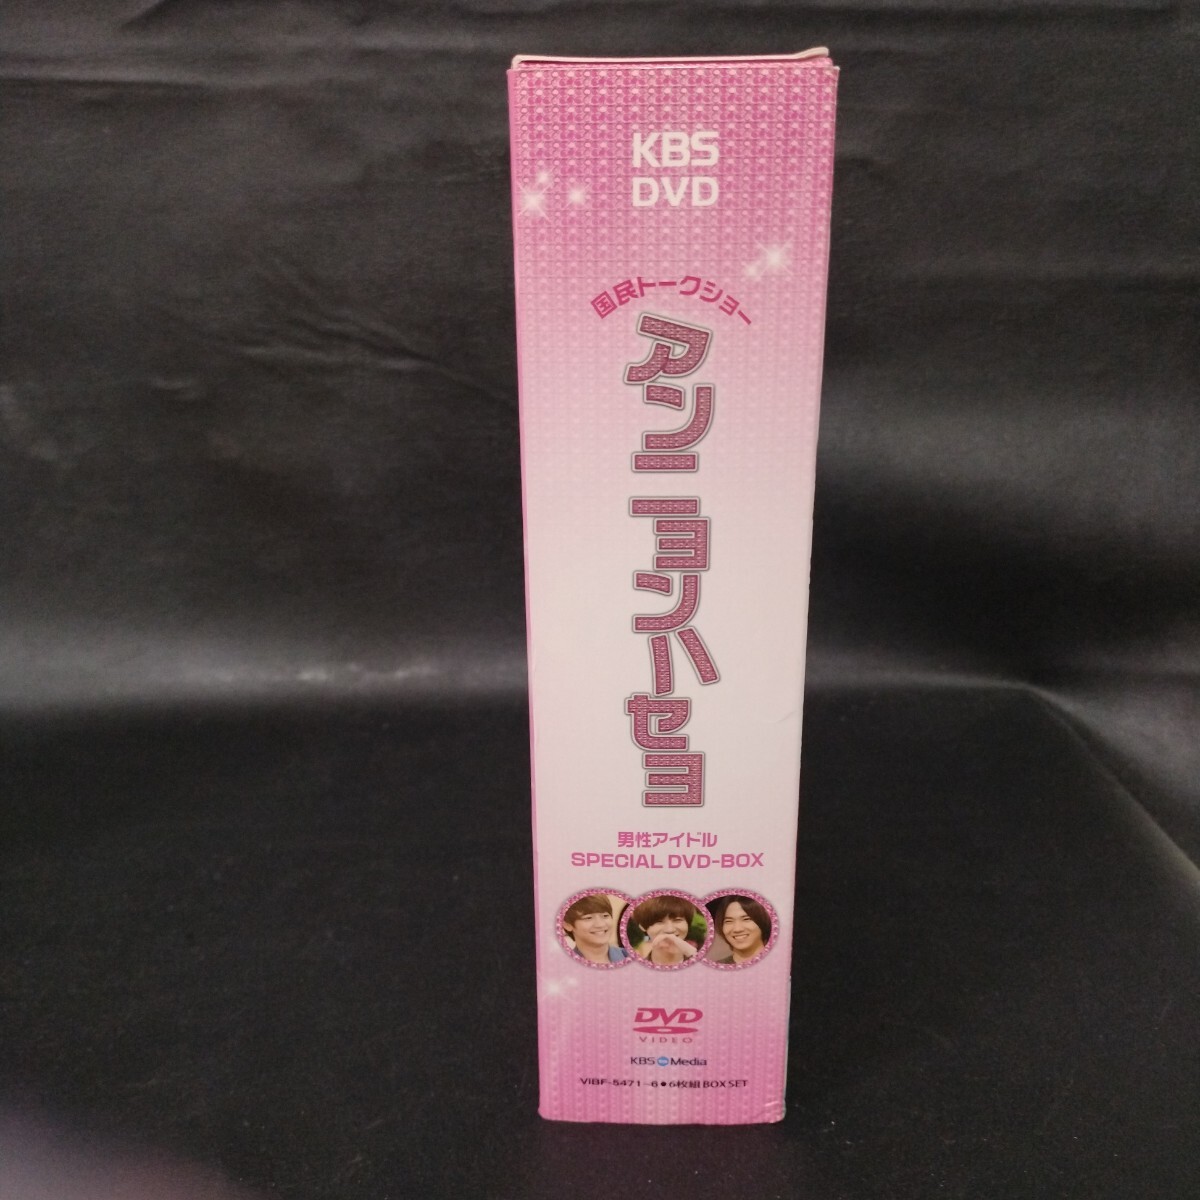 KBS
DVD
国民トークショー
アンニョンハセヨ
男性アイドル
SPECIAL DVD-BOX
DVD
VIDEO
KBS Media
VIBF-5471~6●6枚組 BOX SET